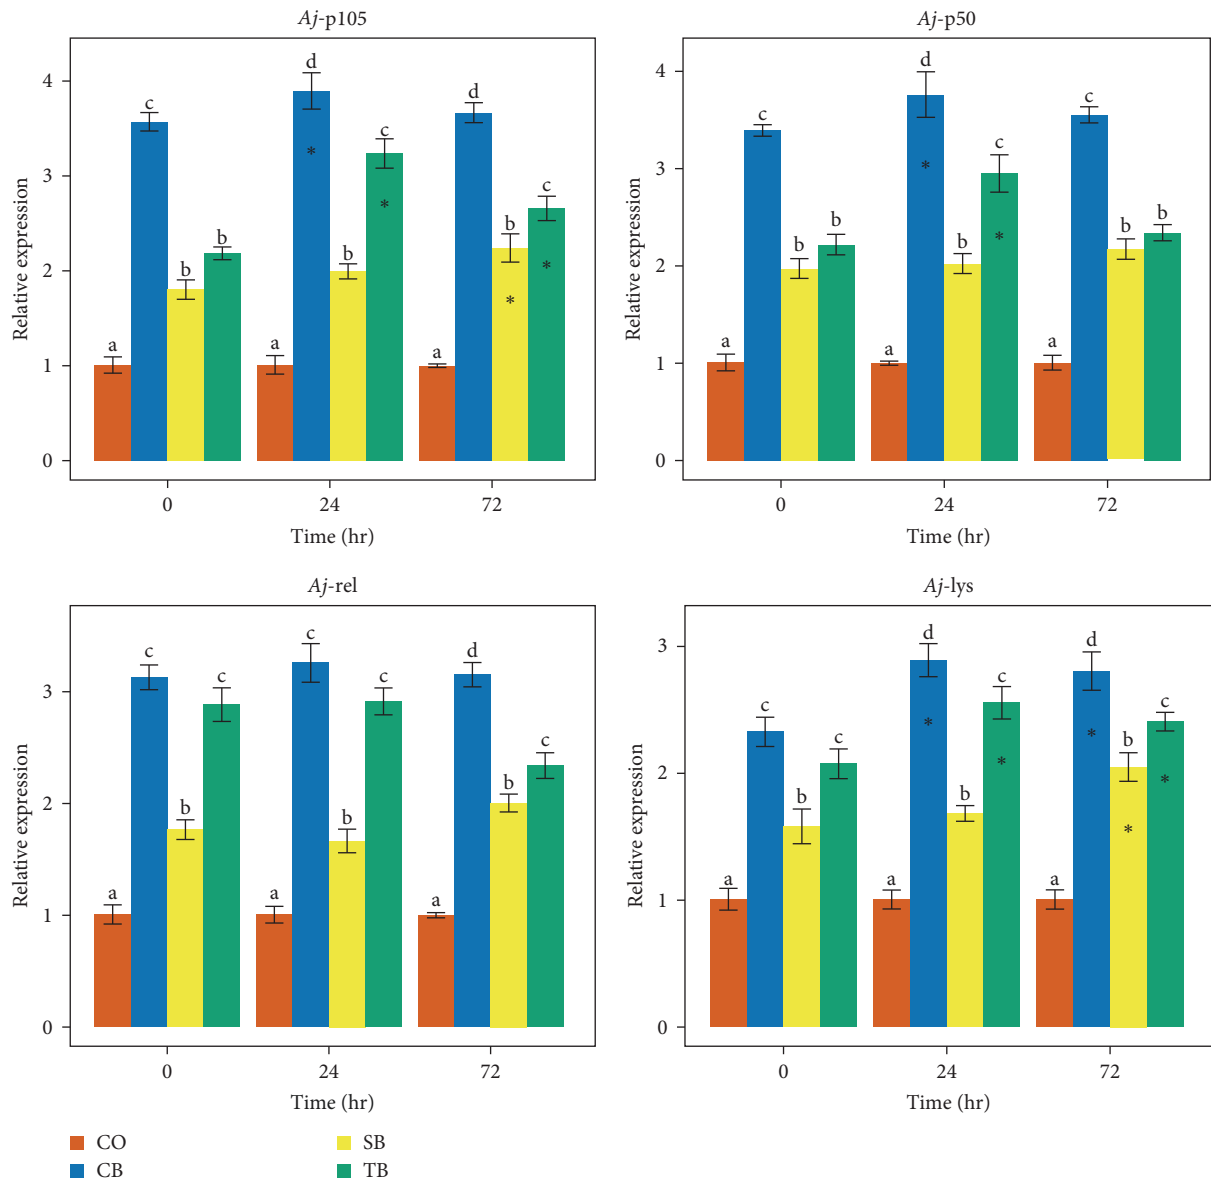 Aj-p105
Relative expression
4
3
2
1
0
a
c
b
b
a
d
*
b
c
*
a
d
b
*
c
*
0
24
72
Time (hr)
Aj-p50
Relative expression
4
3
2
1
0
a
c
b
b
a
d
*
b
c
*
a
c
b
b
0
24
72
Time (hr)
Aj-rel
Relative expression
3
2
1
0
a
c
b
c
a
c
b
c
a
d
b
c
0
24
72
Time (hr)
Aj-lys
Relative expression
3
2
1
0
a
c
b
c
a
d
*
b
c
*
a
d
*
b
*
c
*
0
24
72
Time (hr)
CO
CB
SB
TB